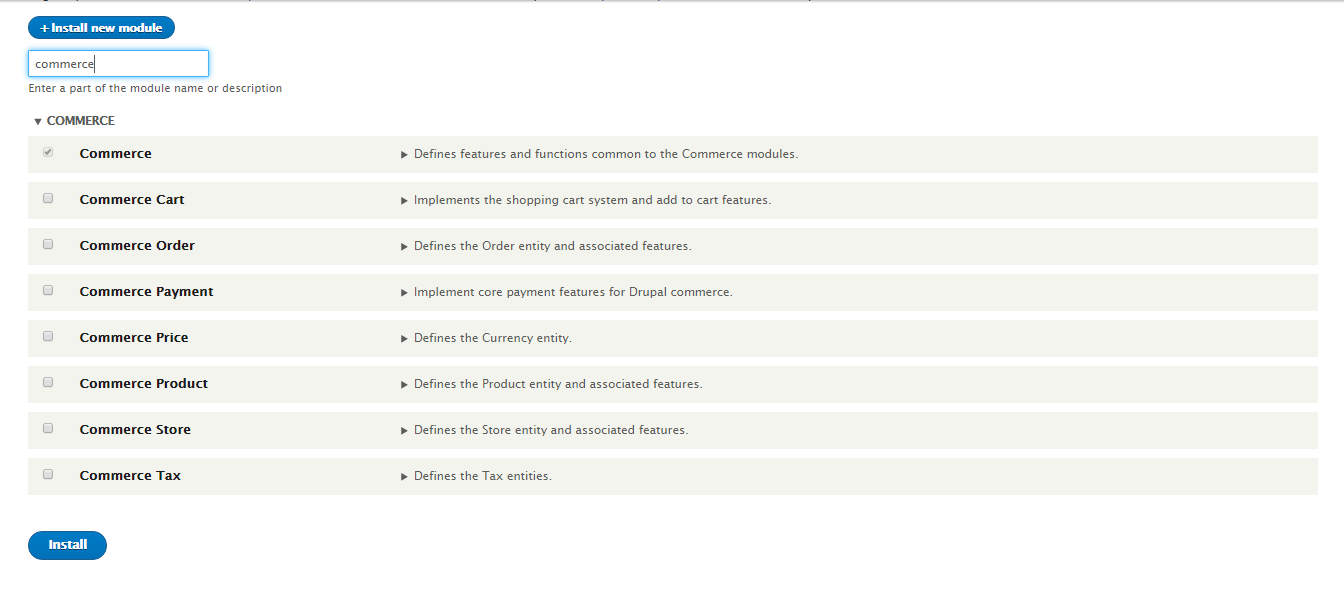 + Install new module
commerce
Enter a part of the module name or description
▼ COMMERCE
Commerce ▶ Defines features and functions common to the Commerce modules.
Commerce Cart ▶ Implements the shopping cart system and add to cart features.
Commerce Order ▶ Defines the Order entity and associated features.
Commerce Payment ▶ Implement core payment features for Drupal commerce.
Commerce Price ▶ Defines the Currency entity.
Commerce Product ▶ Defines the Product entity and associated features.
Commerce Store ▶ Defines the Store entity and associated features.
Commerce Tax ▶ Defines the Tax entities.
Install